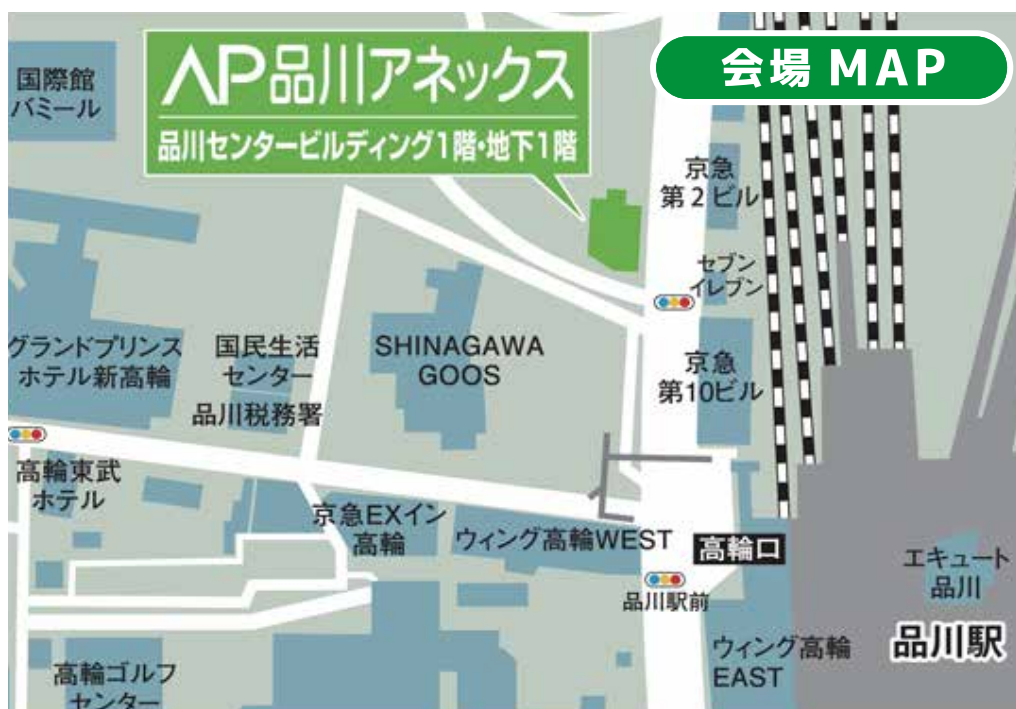 会場 MAP
AP品川アネックス
品川センタービルディング1階・地下1階
国際館
パミール
京急
第2ビル
セブン
イレブン
グランドプリンス
ホテル新高輪
国民生活
センター
品川税務署
SHINAGAWA
GOOS
京急
第10ビル
高輪東武
ホテル
京急EXイン
高輪
ウィング高輪WEST
高輪口
エキュート
品川
品川駅前
品川駅
ウィング高輪
EAST
高輪ゴルフ
センター